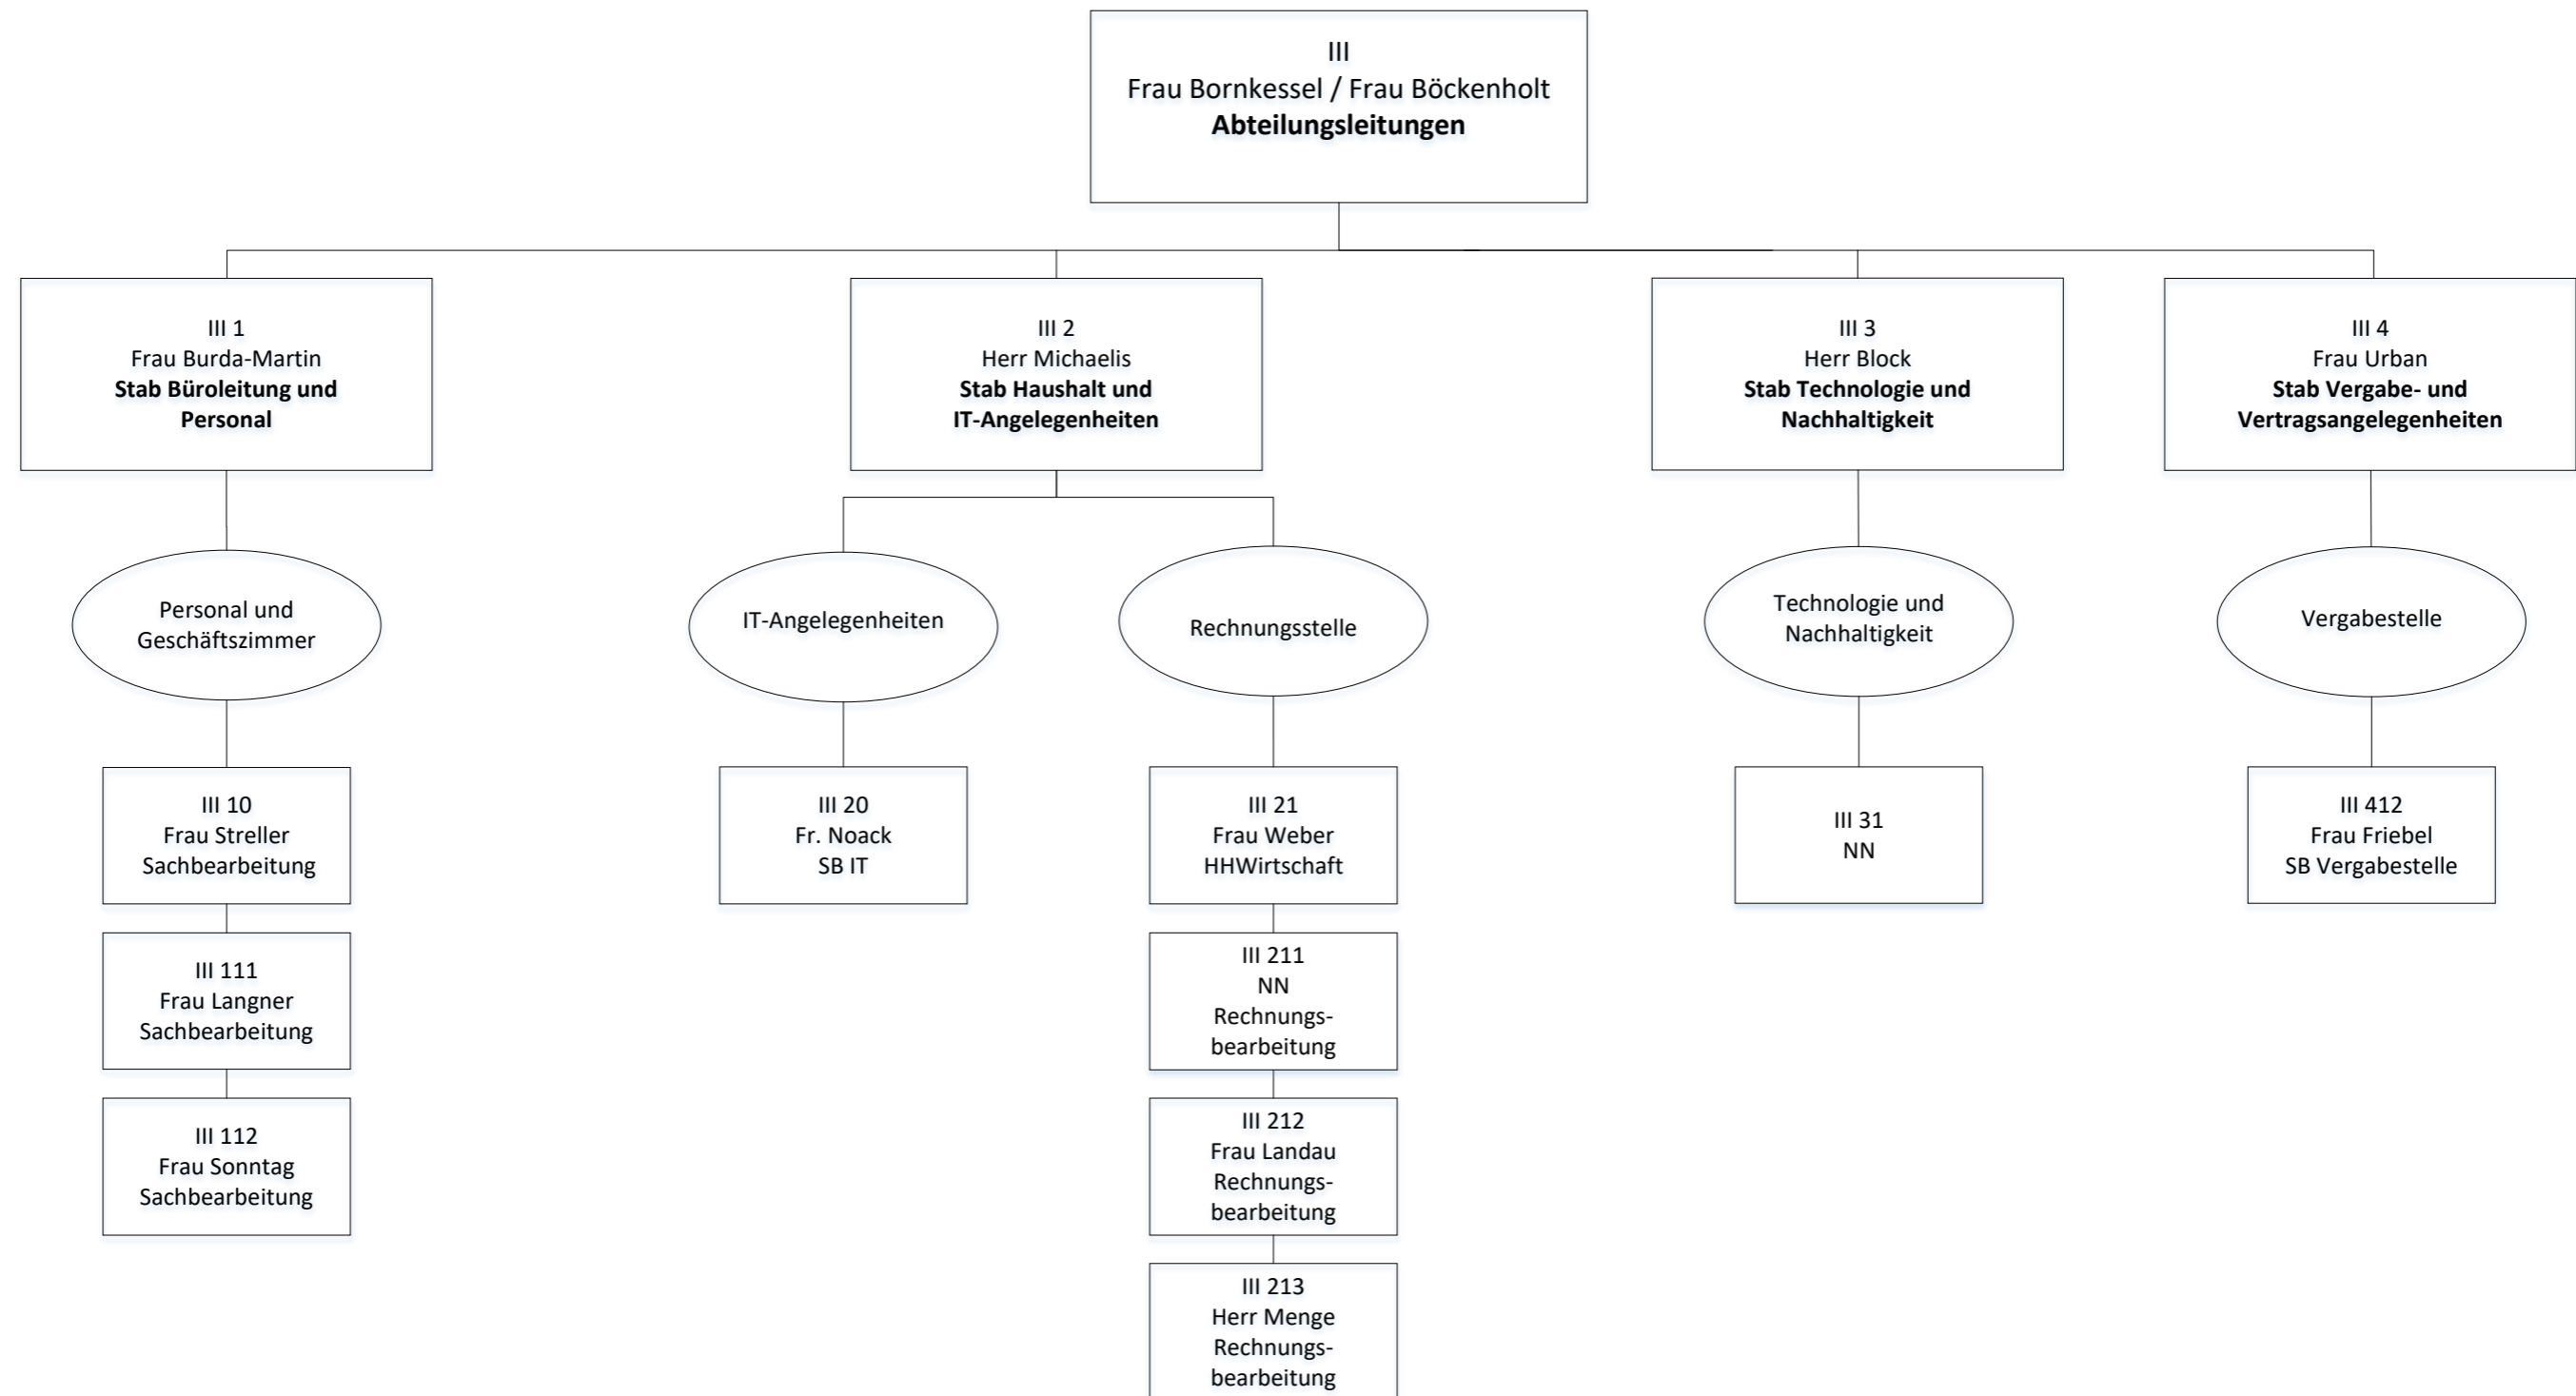 III
Frau Bornkessel / Frau Böckenholt
Abteilungsleitungen
III 1
Frau Burda-Martin
Stab Büroleitung und
Personal
III 2
Herr Michaelis
Stab Haushalt und
IT-Angelegenheiten
III 3
Herr Block
Stab Technologie und
Nachhaltigkeit
III 4
Frau Urban
Stab Vergabe- und
Vertragsangelegenheiten
Personal und
Geschäftszimmer
IT-Angelegenheiten
Rechnungsstelle
Technologie und
Nachhaltigkeit
Vergabestelle
III 10
Frau Streller
Sachbearbeitung
III 20
Fr. Noack
SB IT
III 21
Frau Weber
HHWirtschaft
III 31
NN
III 412
Frau Friebel
SB Vergabestelle
III 111
Frau Langner
Sachbearbeitung
III 211
NN
Rechnungs-
bearbeitung
III 112
Frau Sonntag
Sachbearbeitung
III 212
Frau Landau
Rechnungs-
bearbeitung
III 213
Herr Menge
Rechnungs-
bearbeitung